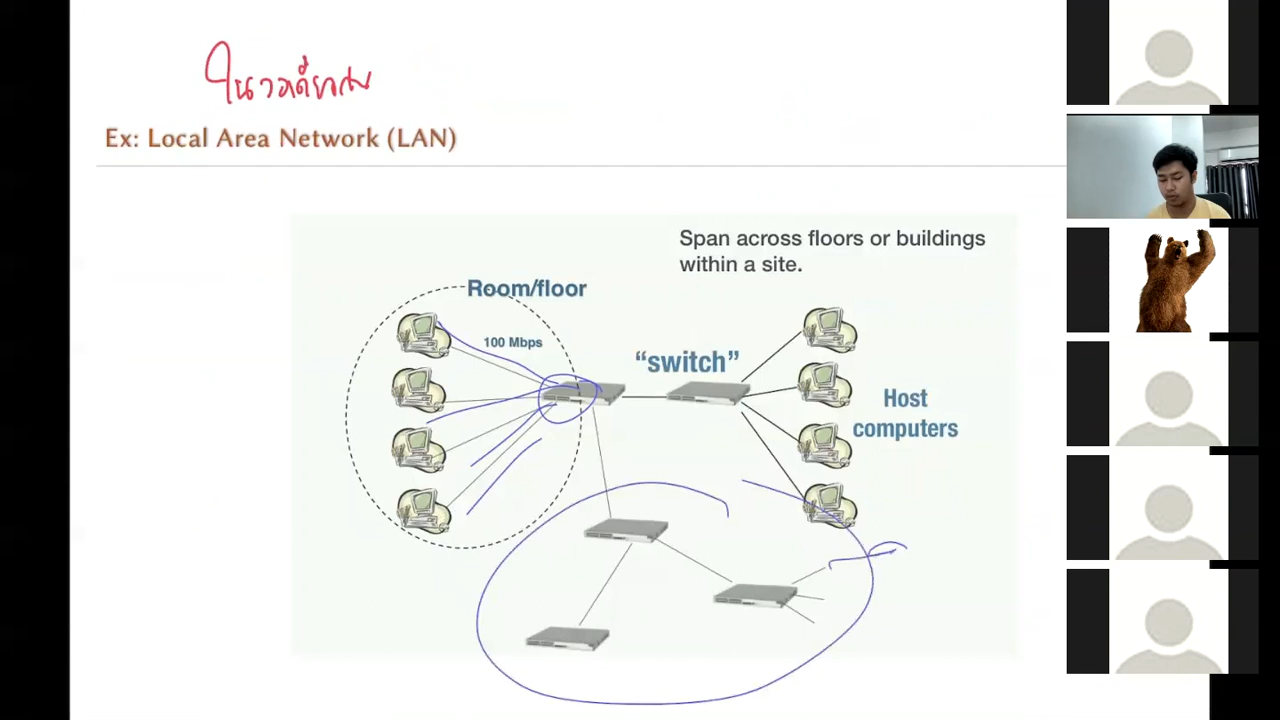 ในวงเดียวกัน
Ex: Local Area Network (LAN)
Span across floors or buildings
within a site.
Room/floor
100 Mbps
“switch”
Host
computers